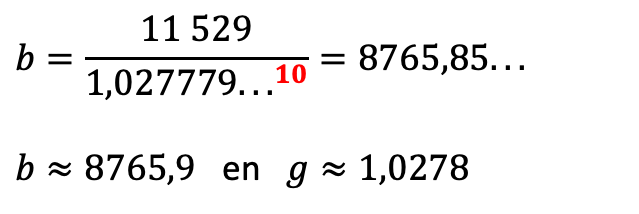 b = 11 529 / 1,027779…¹⁰ = 8765,85…
b ≈ 8765,9 en g ≈ 1,0278